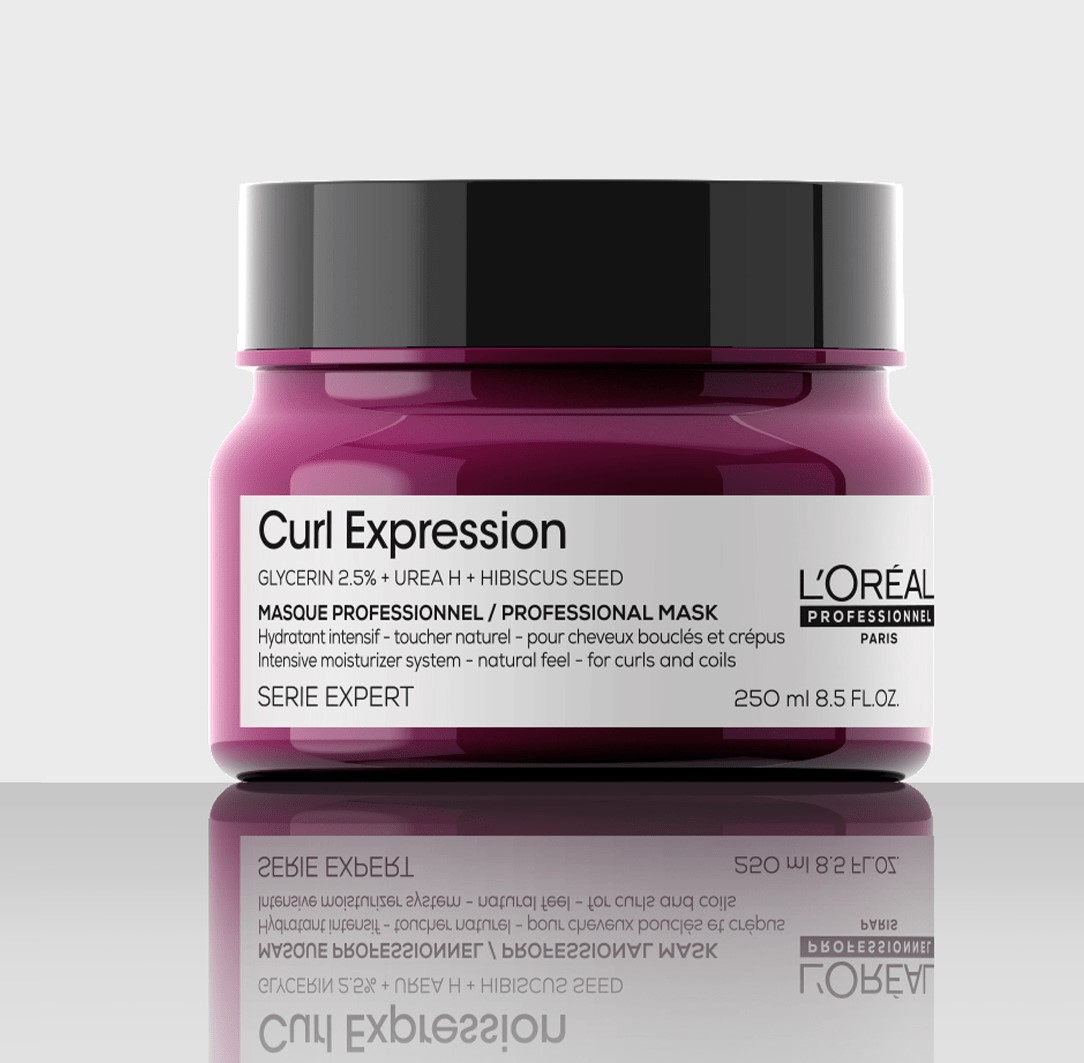 Curl Expression
GLYCERIN 2.5% + UREA H + HIBISCUS SEED
MASQUE PROFESSIONNEL / PROFESSIONAL MASK
Hydratant intensif - toucher naturel - pour cheveux bouclés et crépus
Intensive moisturizer system - natural feel - for curls and coils
SERIE EXPERT
250 ml 8.5 FL.OZ.
L'ORÉAL
PROFESSIONNEL
PARIS